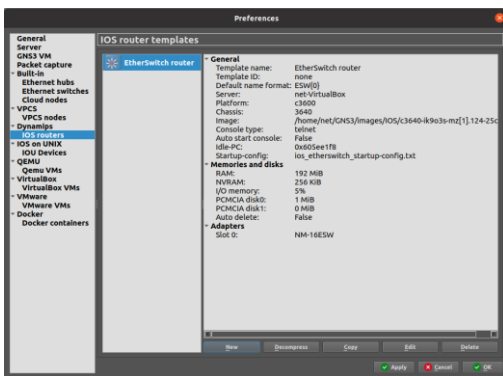 Preferences
General
Server
GNS3 VM
Packet capture
Built-in
Ethernet hubs
Ethernet switches
Cloud nodes
VPCS
VPCS nodes
Dynamips
IOS routers
IOS on UNIX
IOU Devices
QEMU
Qemu VMs
VirtualBox
VirtualBox VMs
VMware
VMware VMs
Docker
Docker containers
IOS router templates
EtherSwitch router
General
Template name: EtherSwitch router
Template ID: none
Default name format: ESW{0}
Server: net-VirtualBox
Platform: c3600
Chassis: 3640
Image: /home/net/GNS3/images/IOS/c3640-ik9o3s-mz[1].124-25c
Console type: telnet
Auto start console: False
Idle-PC: 0x605ee1f8
Startup-config: ios_etherswitch_startup-config.txt
Memories and disks
RAM: 192 MiB
NVRAM: 256 KiB
I/O memory: 5%
PCMCIA disk0: 1 MiB
PCMCIA disk1: 0 MiB
Auto delete: False
Adapters
Slot 0: NM-16ESW
New Decompress Copy Edit Delete
Apply Cancel OK